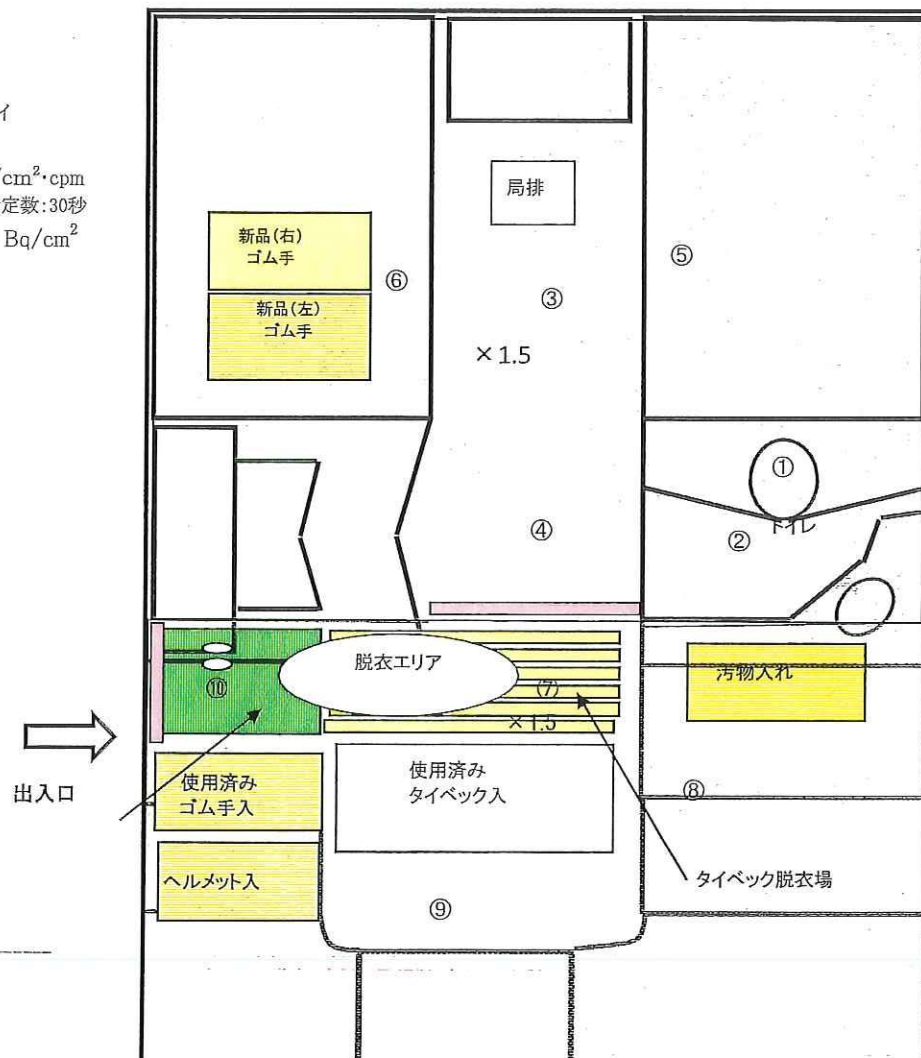 イ
/cm²・cpm
定数:30秒
Bq/cm²
局排
新品(右)
ゴム手
新品(左)
ゴム手
⑥
③
⑤
×1.5
①
トイレ
②
④
脱衣エリア
⑦
×1.5
⑩
汚物入れ
出入口
使用済み
ゴム手入
使用済み
タイベック入
⑧
ヘルメット入
タイベック脱衣場
⑨